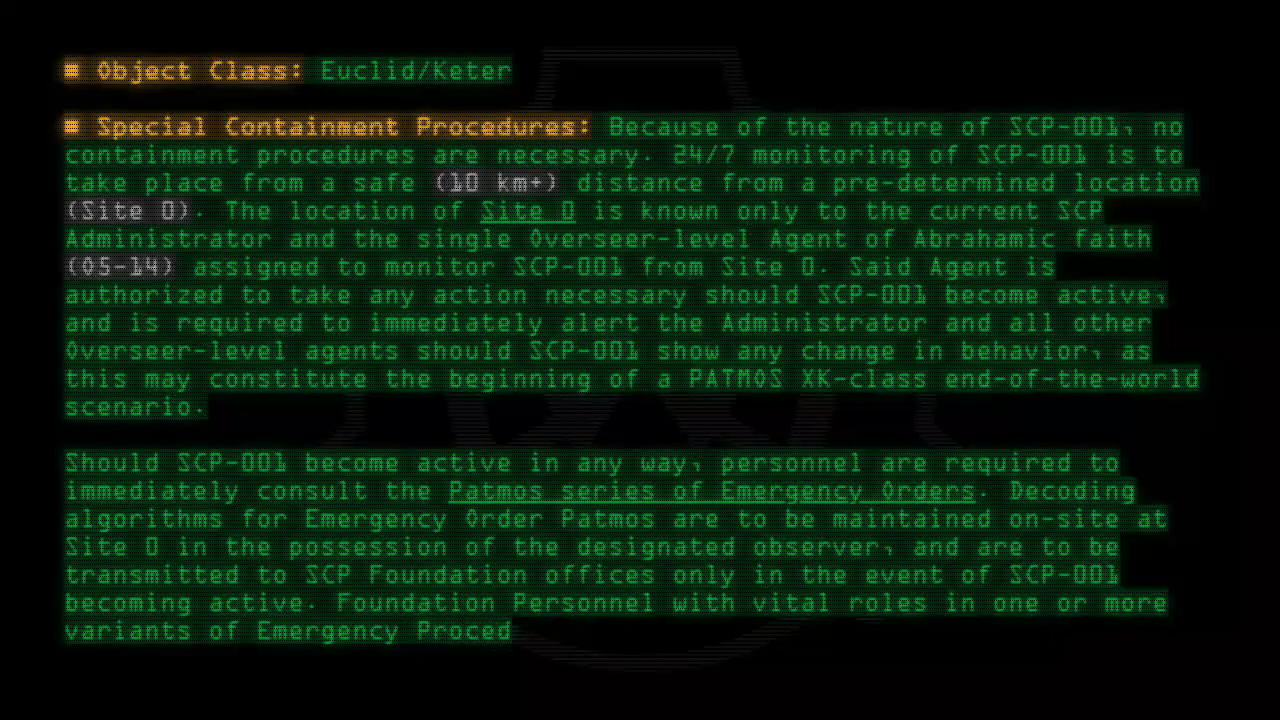 ■ Object Class: Euclid/Keter
■ Special Containment Procedures: Because of the nature of SCP-001, no
containment procedures are necessary. 24/7 monitoring of SCP-001 is to
take place from a safe (10 km+) distance from a pre-determined location
(Site 0). The location of Site 0 is known only to the current SCP
Administrator and the single Overseer-level Agent of Abrahamic faith
(05-14) assigned to monitor SCP-001 from Site 0. Said Agent is
authorized to take any action necessary should SCP-001 become active,
and is required to immediately alert the Administrator and all other
Overseer-level agents should SCP-001 show any change in behavior, as
this may constitute the beginning of a PATMOS XK-class end-of-the-world
scenario.
Should SCP-001 become active in any way, personnel are required to
immediately consult the Patmos series of Emergency Orders. Decoding
algorithms for Emergency Order Patmos are to be maintained on-site at
Site 0 in the possession of the designated observer, and are to be
transmitted to SCP Foundation offices only in the event of SCP-001
becoming active. Foundation Personnel with vital roles in one or more
variants of Emergency Proced